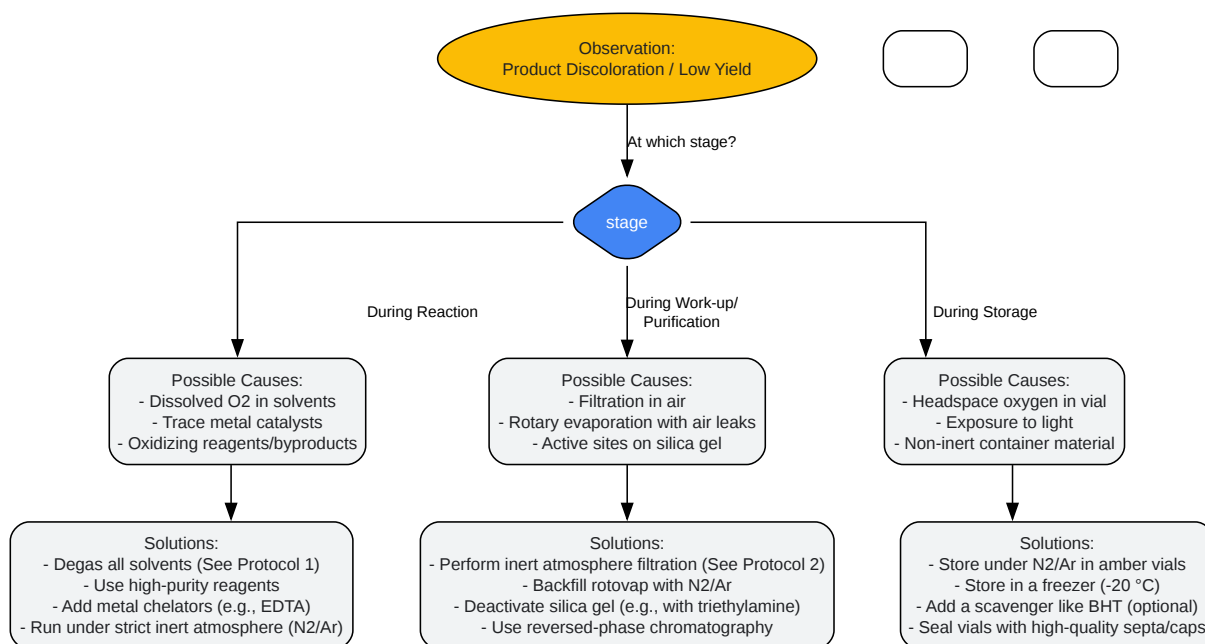 Observation:
Product Discoloration / Low Yield
At which stage?
stage
During Reaction
During Work-up/
Purification
During Storage
Possible Causes:
- Dissolved O2 in solvents
- Trace metal catalysts
- Oxidizing reagents/byproducts
Possible Causes:
- Filtration in air
- Rotary evaporation with air leaks
- Active sites on silica gel
Possible Causes:
- Headspace oxygen in vial
- Exposure to light
- Non-inert container material
Solutions:
- Degas all solvents (See Protocol 1)
- Use high-purity reagents
- Add metal chelators (e.g., EDTA)
- Run under strict inert atmosphere (N2/Ar)
Solutions:
- Perform inert atmosphere filtration (See Protocol 2)
- Backfill rotovap with N2/Ar
- Deactivate silica gel (e.g., with triethylamine)
- Use reversed-phase chromatography
Solutions:
- Store under N2/Ar in amber vials
- Store in a freezer (-20 °C)
- Add a scavenger like BHT (optional)
- Seal vials with high-quality septa/caps